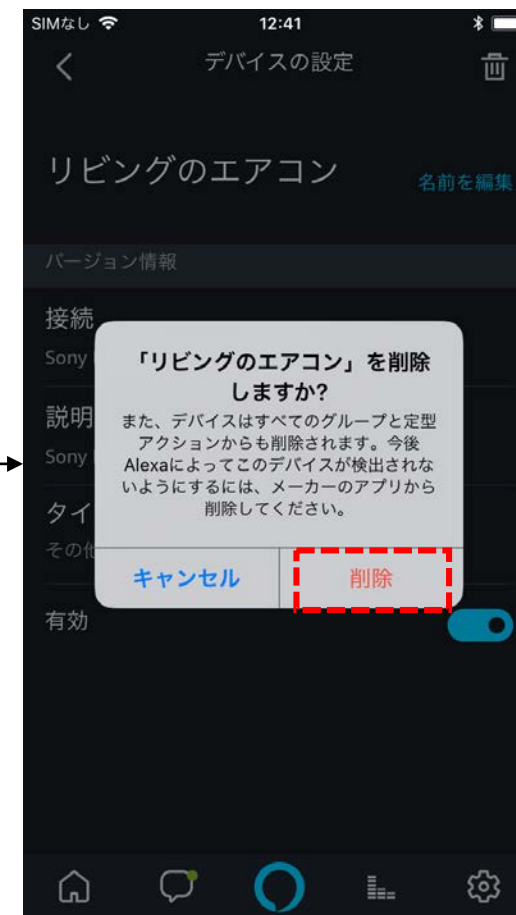 SIMなし 12:41
デバイスの設定
リビングのエアコン
名前を編集
バージョン情報
接続
Sony
「リビングのエアコン」を削除
しますか?
また、デバイスはすべてのグループと定型
アクションからも削除されます。今後
Alexaによってこのデバイスが検出されな
いようにするには、メーカーのアプリから
削除してください。
キャンセル 削除
説明
Sony
タイ
その他
有効